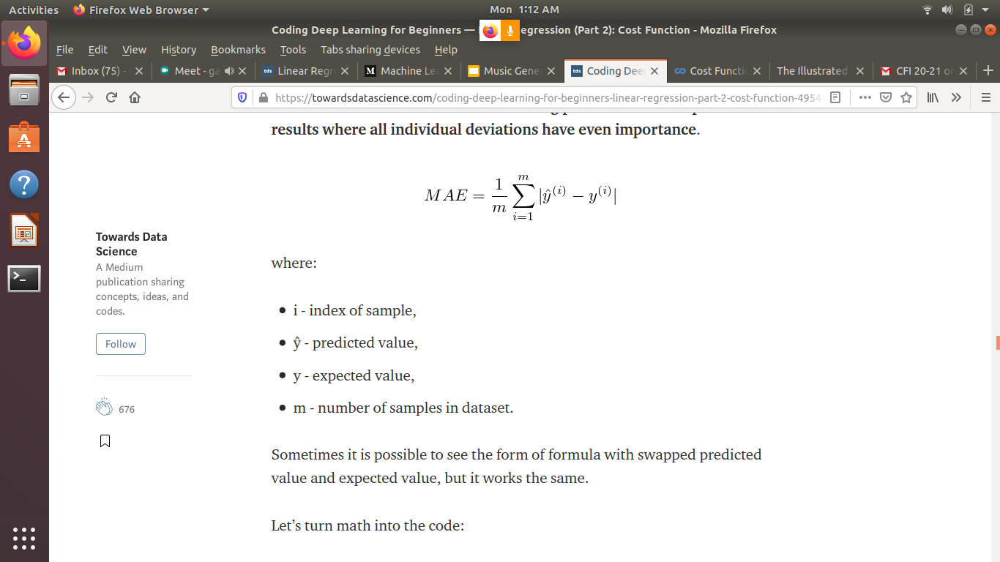 Activities Firefox Web Browser Mon 1:12 AM
Coding Deep Learning for Beginners — egression (Part 2): Cost Function - Mozilla Firefox
File Edit View History Bookmarks Tools Tabs sharing devices Help
Inbox (75) - Meet - ga Linear Regr Machine Le Music Gene Coding Deep Cost Functi The Illustrated CFI 20-21 or
https://towardsdatascience.com/coding-deep-learning-for-beginners-linear-regression-part-2-cost-function-4954
results where all individual deviations have even importance.
MAE = \frac{1}{m} \sum_{i=1}^{m} |ŷ^{(i)} − y^{(i)}|
Towards Data
Science
A Medium
publication sharing
concepts, ideas, and
codes.
Follow
676
where:
• i - index of sample,
• ŷ - predicted value,
• y - expected value,
• m - number of samples in dataset.
Sometimes it is possible to see the form of formula with swapped predicted
value and expected value, but it works the same.
Let’s turn math into the code: